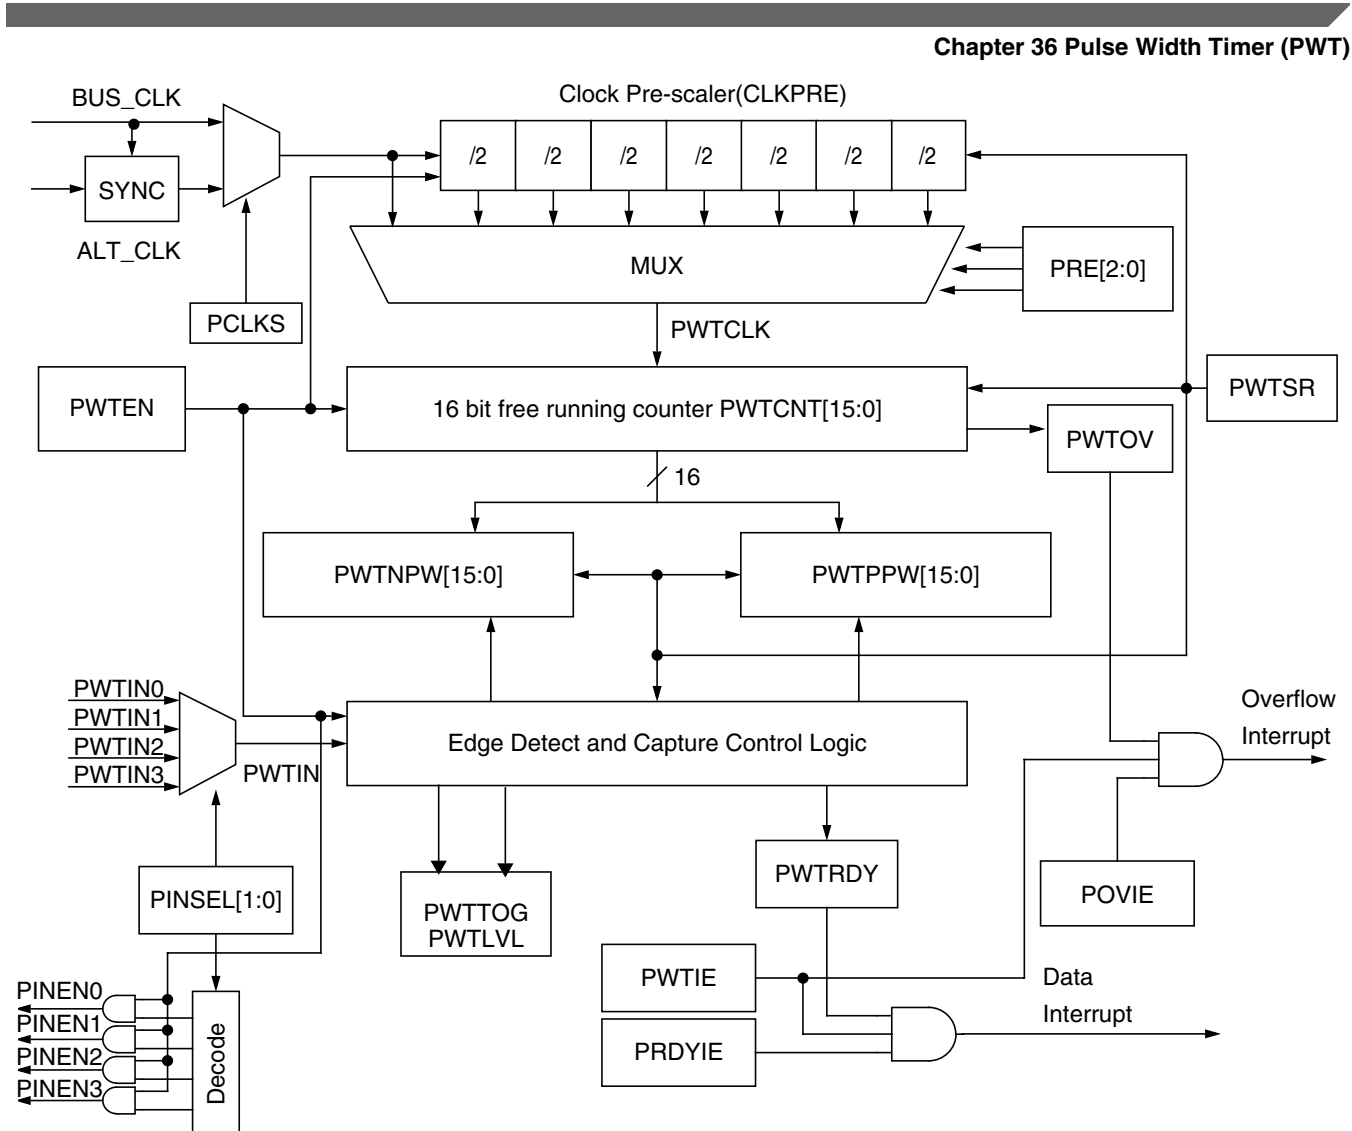 Chapter 36 Pulse Width Timer (PWT)
BUS_CLK
Clock Pre-scaler(CLKPRE)
/2 /2 /2 /2 /2 /2 /2
SYNC
ALT_CLK
MUX
PRE[2:0]
PCLKS
PWTCLK
PWTEN
16 bit free running counter PWTCNT[15:0]
PWTSR
PWTOV
16
PWTNPW[15:0]
PWTPPW[15:0]
PWTIN0
PWTIN1
PWTIN2
PWTIN3
PWTIN
Edge Detect and Capture Control Logic
Overflow
Interrupt
PINSEL[1:0]
PWTTOG
PWTLVL
PWTRDY
POVIE
PWTIE
PRDYIE
Data
Interrupt
PINEN0
PINEN1
PINEN2
PINEN3
Decode